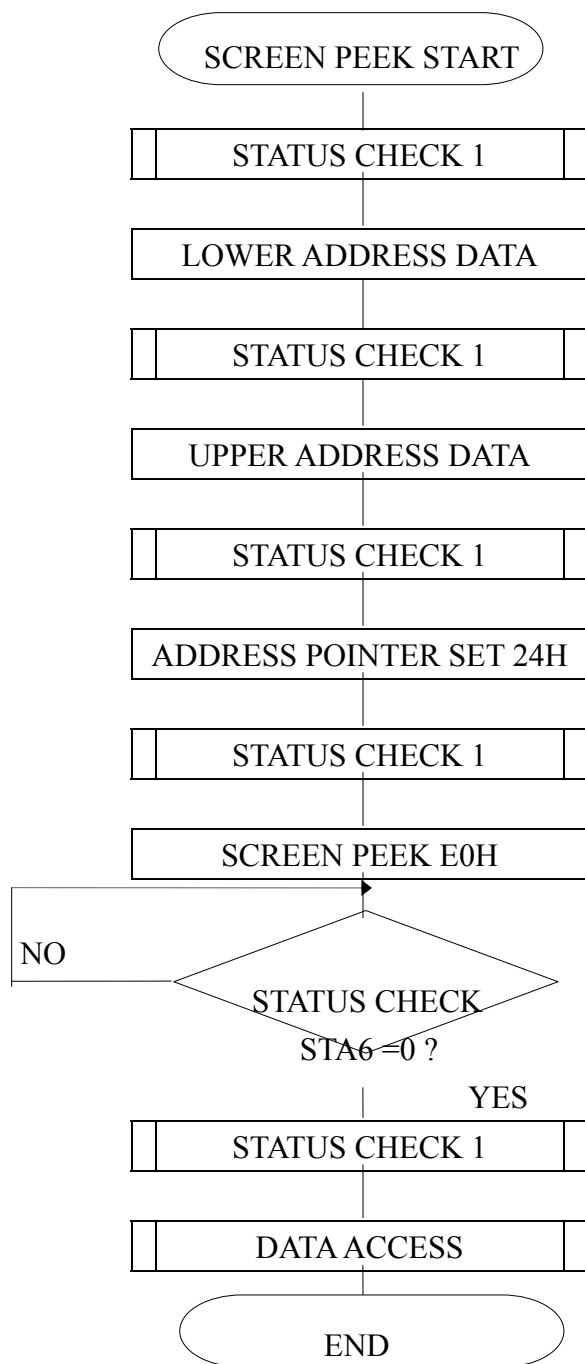 SCREEN PEEK START
STATUS CHECK 1
LOWER ADDRESS DATA
STATUS CHECK 1
UPPER ADDRESS DATA
STATUS CHECK 1
ADDRESS POINTER SET 24H
STATUS CHECK 1
SCREEN PEEK E0H
NO
STATUS CHECK
STA6 =0 ?
YES
STATUS CHECK 1
DATA ACCESS
END